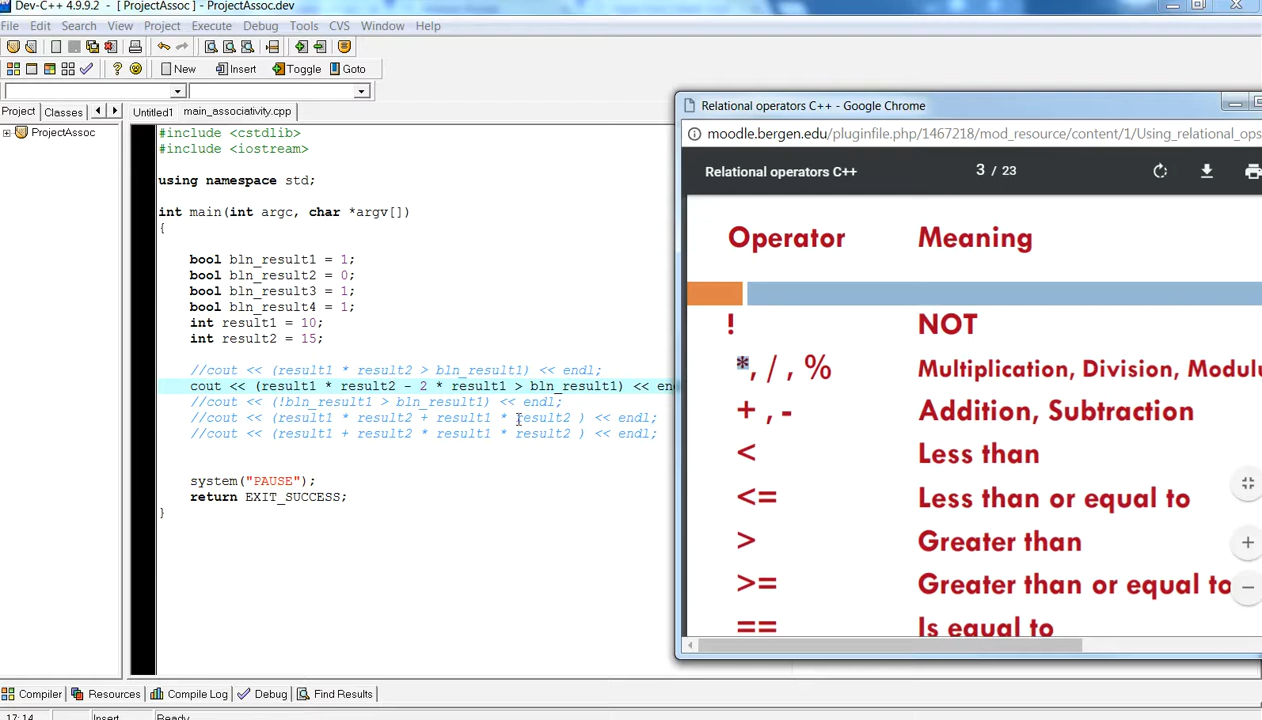 Dev-C++ 4.9.9.2 - [ ProjectAssoc ] - ProjectAssoc.dev
File Edit Search View Project Execute Debug Tools CVS Window Help
New Insert Toggle Goto
Project Classes Untitled1 main_associativity.cpp
ProjectAssoc
#include <cstdlib>
#include <iostream>
using namespace std;
int main(int argc, char *argv[])
{
bool bln_result1 = 1;
bool bln_result2 = 0;
bool bln_result3 = 1;
bool bln_result4 = 1;
int result1 = 10;
int result2 = 15;
//cout << (result1 * result2 > bln_result1) << endl;
cout << (result1 * result2 - 2 * result1 > bln_result1) << en
//cout << (!bln_result1 > bln_result1) << endl;
//cout << (result1 * result2 + result1 * result2 ) << endl;
//cout << (result1 + result2 * result1 * result2 ) << endl;
system("PAUSE");
return EXIT_SUCCESS;
}
Compiler Resources Compile Log Debug Find Results
17:14 Insert Ready
Relational operators C++ - Google Chrome
moodle.bergen.edu/pluginfile.php/1467218/mod_resource/content/1/Using_relational_ops
Relational operators C++ 3 / 23
Operator Meaning
! NOT
*, / , % Multiplication, Division, Modulu
+ ,- Addition, Subtraction
< Less than
<= Less than or equal to
> Greater than
>= Greater than or equal to
== Is equal to